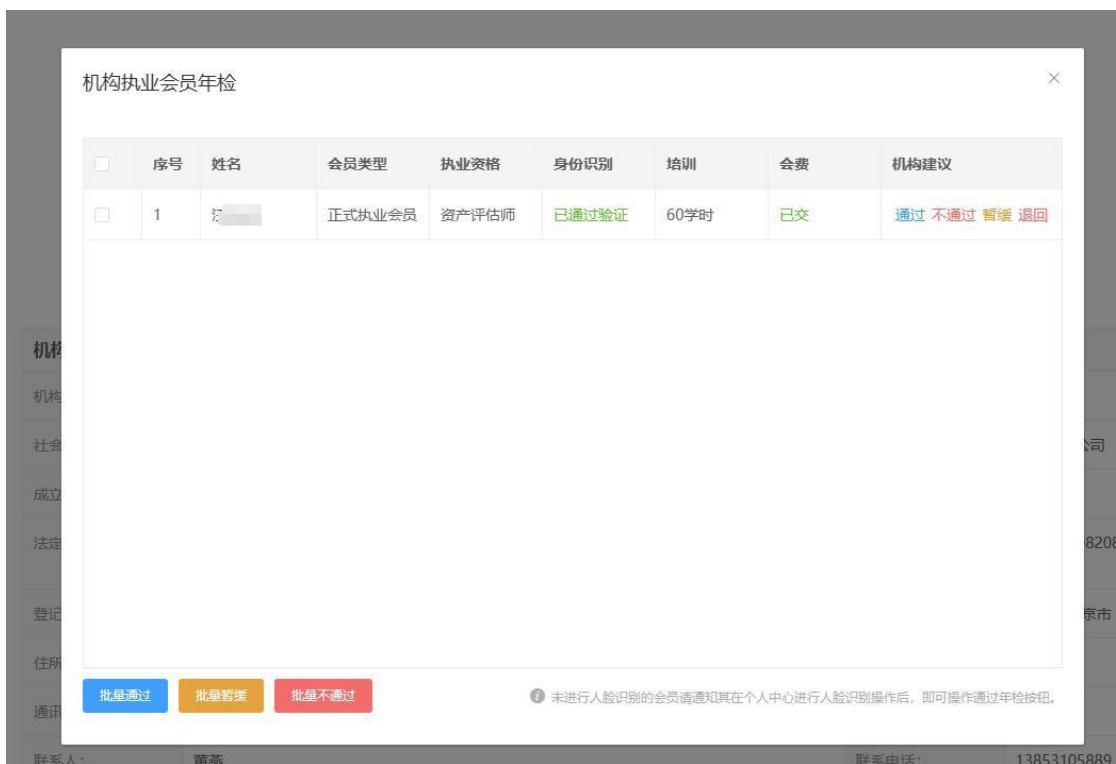 机构执业会员年检
序号 姓名 会员类型 执业资格 身份识别 培训 会费 机构建议
1 正式执业会员 资产评估师 已通过验证 60学时 已交 通过 不通过 暂缓 退回
机构
机构
社会 公司
成立
法定 8208
登记 京市
住所
批量通过 批量暂缓 批量不通过 未进行人脸识别的会员请通知其在个人中心进行人脸识别操作后，即可操作通过年检按钮。
通讯
联系人： 董燕 联系电话： 13853105889